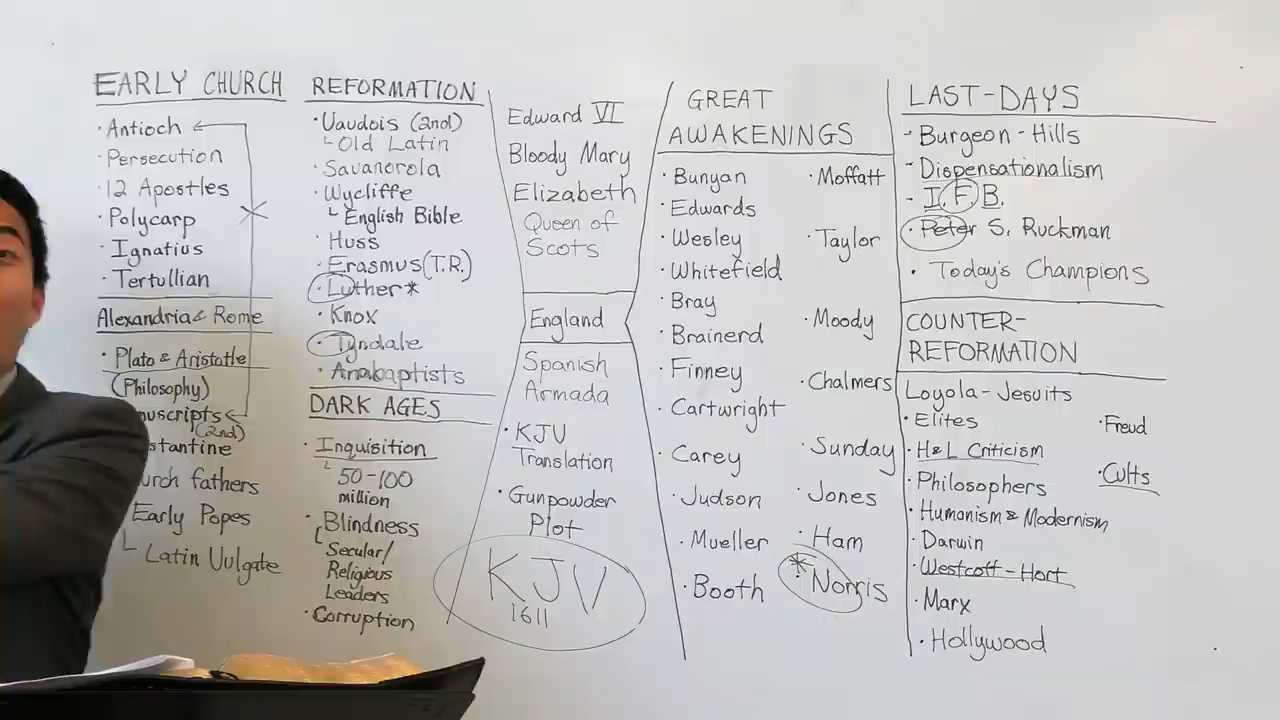 EARLY CHURCH
· Antioch
· Persecution
· 12 Apostles
· Polycarp
· Ignatius
· Tertullian
Alexandria & Rome
· Plato & Aristotle
(Philosophy)
nuscripts
(2nd)
stantine
urch fathers
Early Popes
└ Latin Vulgate
REFORMATION
· Vaudois (2nd)
└ Old Latin
· Savanorola
· Wycliffe
└ English Bible
· Huss
· Erasmus (T.R.)
· Luther *
· Knox
· Tyndale
· Anabaptists
DARK AGES
· Inquisition
└ 50-100
million
· Blindness
Secular/
Religious
Leaders
· Corruption
Edward VI
Bloody Mary
Elizabeth
Queen of
Scots
England
Spanish
Armada
· KJV
Translation
· Gunpowder
Plot
KJV
1611
GREAT
AWAKENINGS
· Bunyan
· Edwards
· Wesley
· Whitefield
· Bray
· Brainerd
· Finney
· Cartwright
· Carey
· Judson
· Mueller
· Booth
· Moffatt
· Taylor
· Moody
· Chalmers
· Sunday
· Jones
· Ham
* · Norris
LAST-DAYS
- Burgeon - Hills
- Dispensationalism
- I.F.B.
· Peter S. Ruckman
· Today's Champions
COUNTER-
REFORMATION
Loyola - Jesuits
· Elites
· H & L Criticism
· Philosophers
· Humanism & Modernism
· Darwin
· Westcott - Hort
· Marx
· Hollywood
· Freud
· Cults